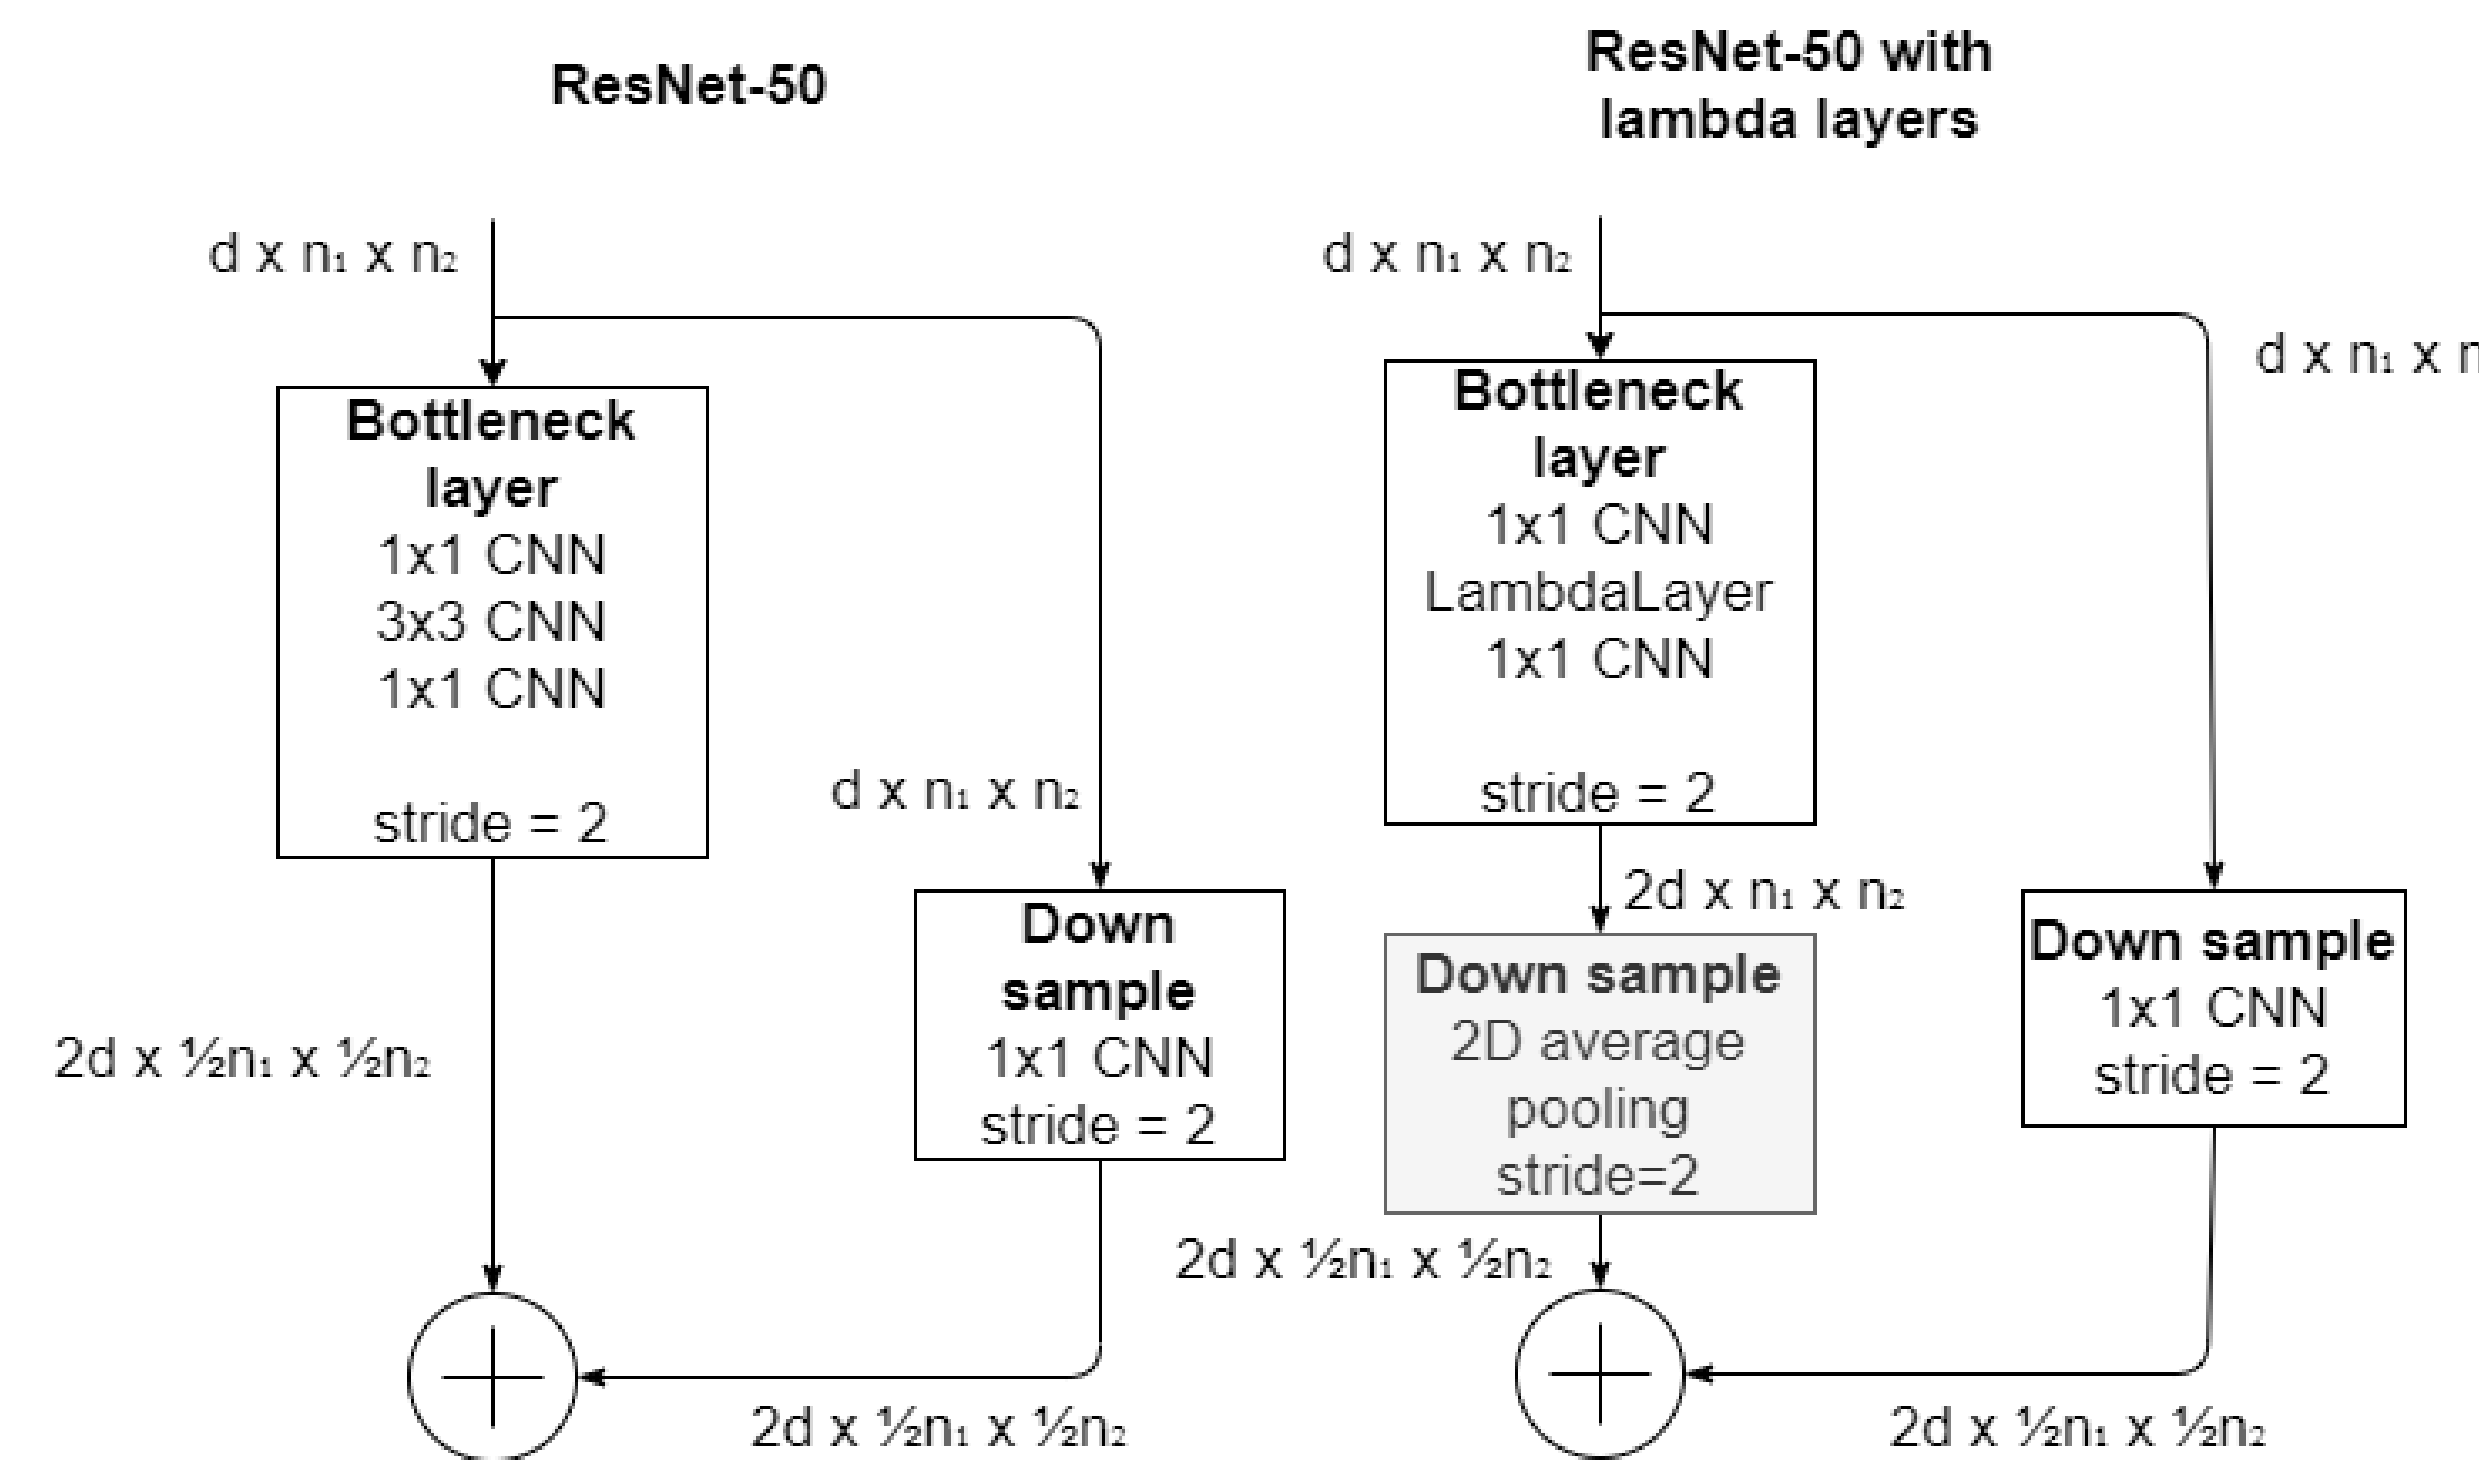 ResNet-50
d x n₁ x n₂
Bottleneck
layer
1x1 CNN
3x3 CNN
1x1 CNN
stride = 2
d x n₁ x n₂
Down
sample
1x1 CNN
stride = 2
2d x ½n₁ x ½n₂
2d x ½n₁ x ½n₂
ResNet-50 with
lambda layers
d x n₁ x n₂
d x n₁ x n
Bottleneck
layer
1x1 CNN
LambdaLayer
1x1 CNN
stride = 2
2d x n₁ x n₂
Down sample
2D average
pooling
stride=2
Down sample
1x1 CNN
stride = 2
2d x ½n₁ x ½n₂
2d x ½n₁ x ½n₂